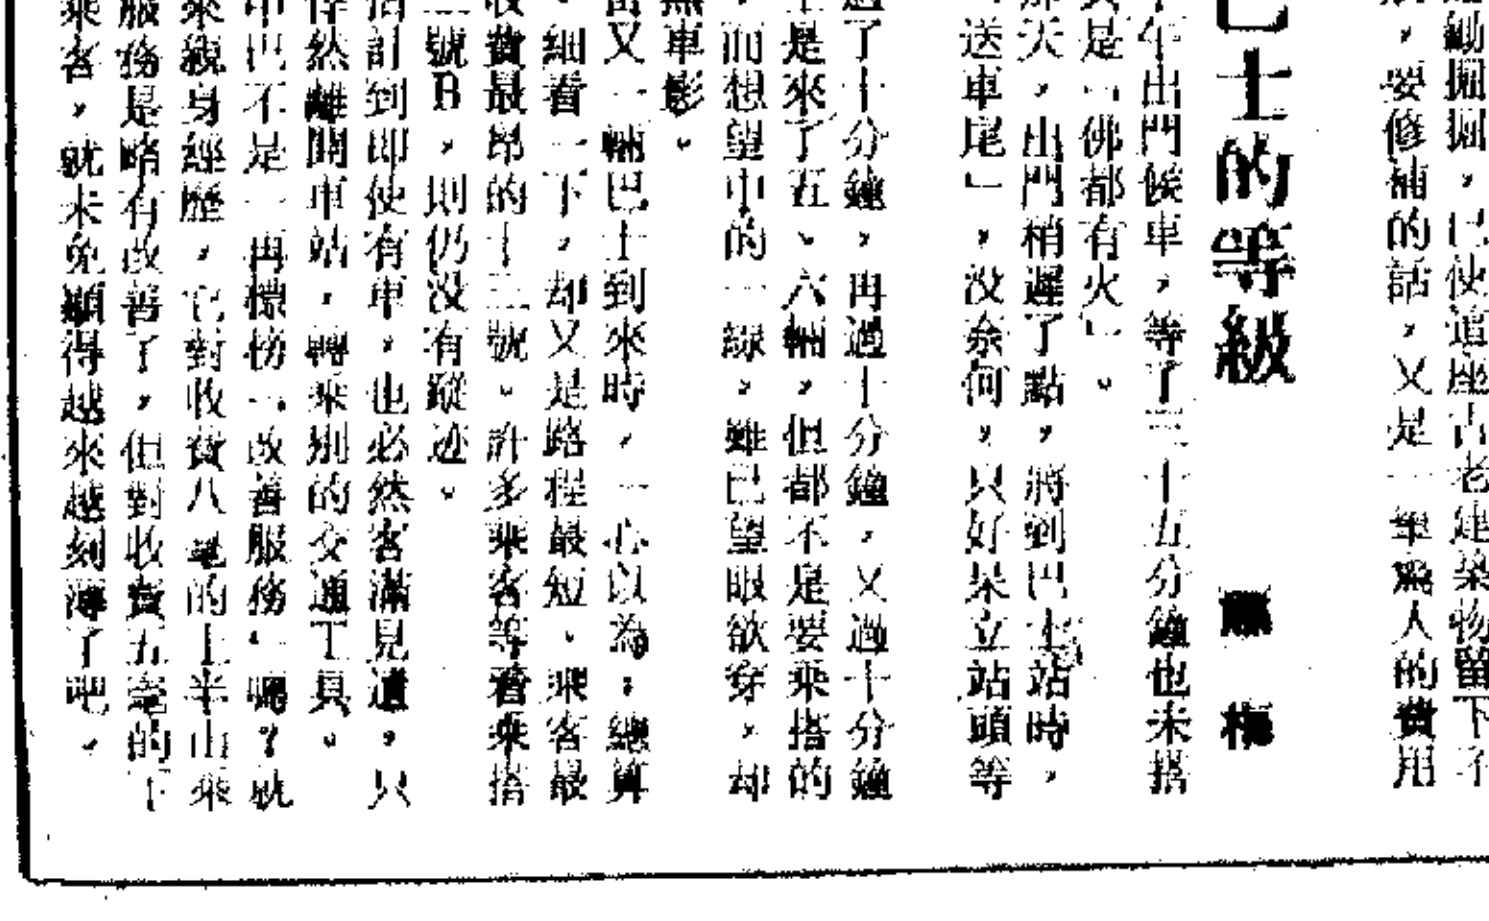 鋤掘掘，已使這座古老建築物留下不
，要修補的話，又是一筆為人的費用
巴士的等級
梅
午出門候車，等了三十五分鐘也未搭
是「佛都有火」。
那天，出門稍遲了點，將到巴士站時，
「送車尾」，没奈何，只好呆立站頭等
過了十分鐘，再過十分鐘，又過十分鐘
是來了五、六輛，但都不是要乘搭的
，而想望中的一線，雖已望眼欲穿，却
無車影。
當又一輛巴士到來時，一心以為，總算
，細看一下，却又是路程最短、乘客最
收費最昂的十二號。許多乘客等着乘搭
號B，則仍没有蹤迹。
估計到即使有車，也必然客滿見遺，只
悻然離開車站，轉乘別的交通工具。
中巴不是一再標榜「改善服務」嗎？就
來親身經歷，它對收費八毫的上半山乘
服務是略有改善了，但對收費五毫的下
乘客，就未免顯得越來越刻薄了吧。